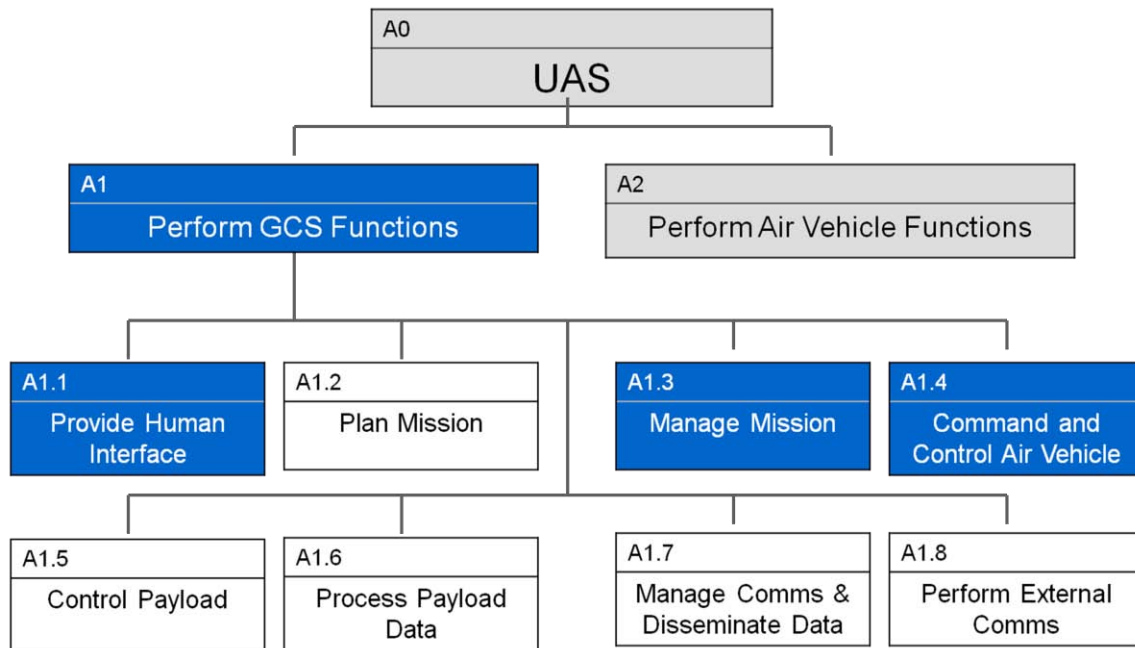 A0
UAS
A1
Perform GCS Functions
A2
Perform Air Vehicle Functions
A1.1
Provide Human
Interface
A1.2
Plan Mission
A1.3
Manage Mission
A1.4
Command and
Control Air Vehicle
A1.5
Control Payload
A1.6
Process Payload
Data
A1.7
Manage Comms &
Disseminate Data
A1.8
Perform External
Comms